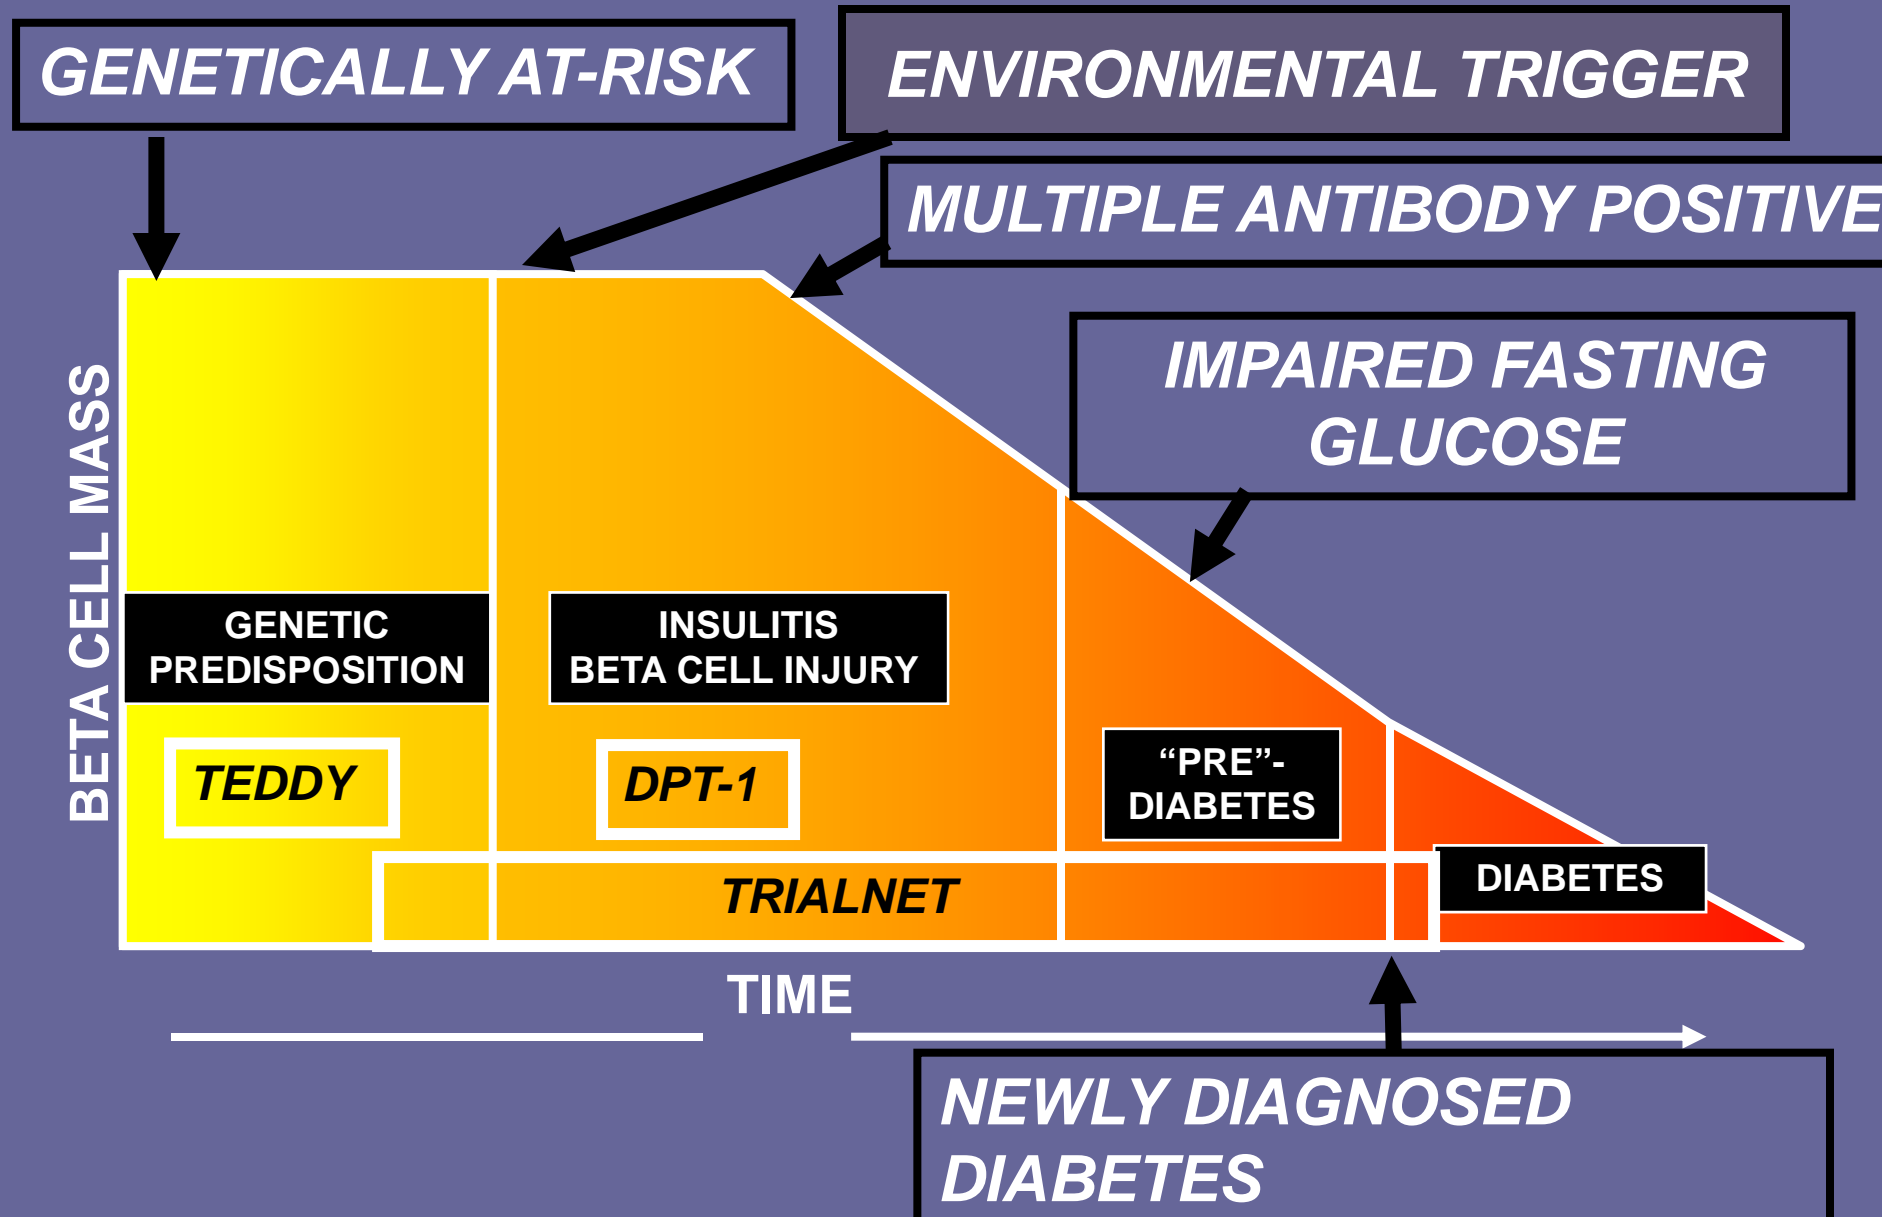 GENETICALLY AT-RISK
ENVIRONMENTAL TRIGGER
MULTIPLE ANTIBODY POSITIVE
IMPAIRED FASTING
GLUCOSE
BETA CELL MASS
GENETIC
PREDISPOSITION
INSULITIS
BETA CELL INJURY
“PRE”-
DIABETES
TEDDY
DPT-1
TRIALNET
DIABETES
TIME
NEWLY DIAGNOSED
DIABETES